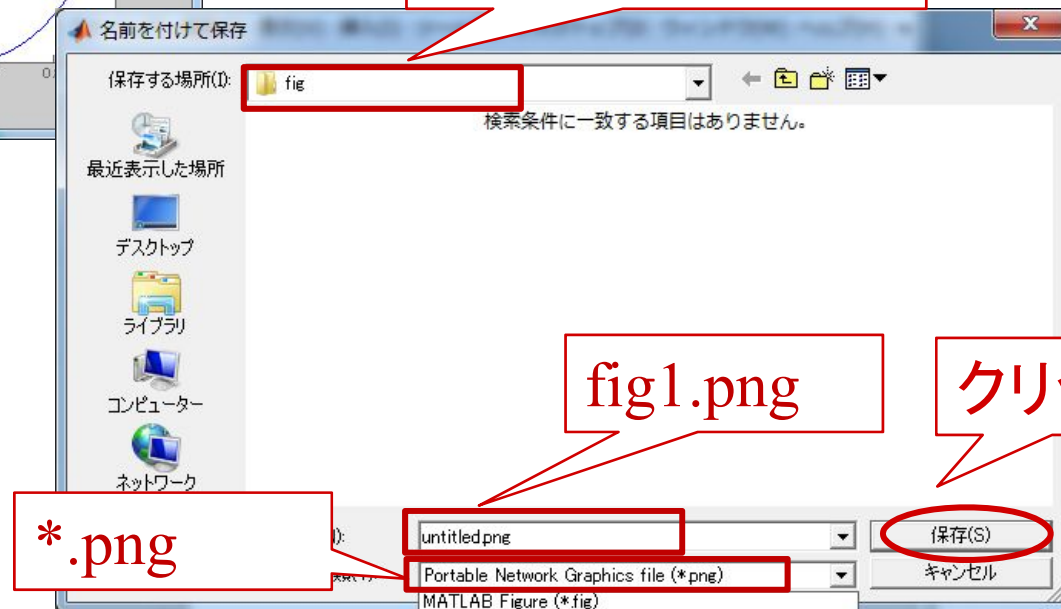 名前を付けて保存
保存する場所(I):
fig
検索条件に一致する項目はありません。
最近表示した場所
デスクトップ
ライブラリ
コンピューター
ネットワーク
fig1.png
クリ
*.png
untitled.png
保存(S)
Portable Network Graphics file (*.png)
キャンセル
MATLAB Figure (*.fig)